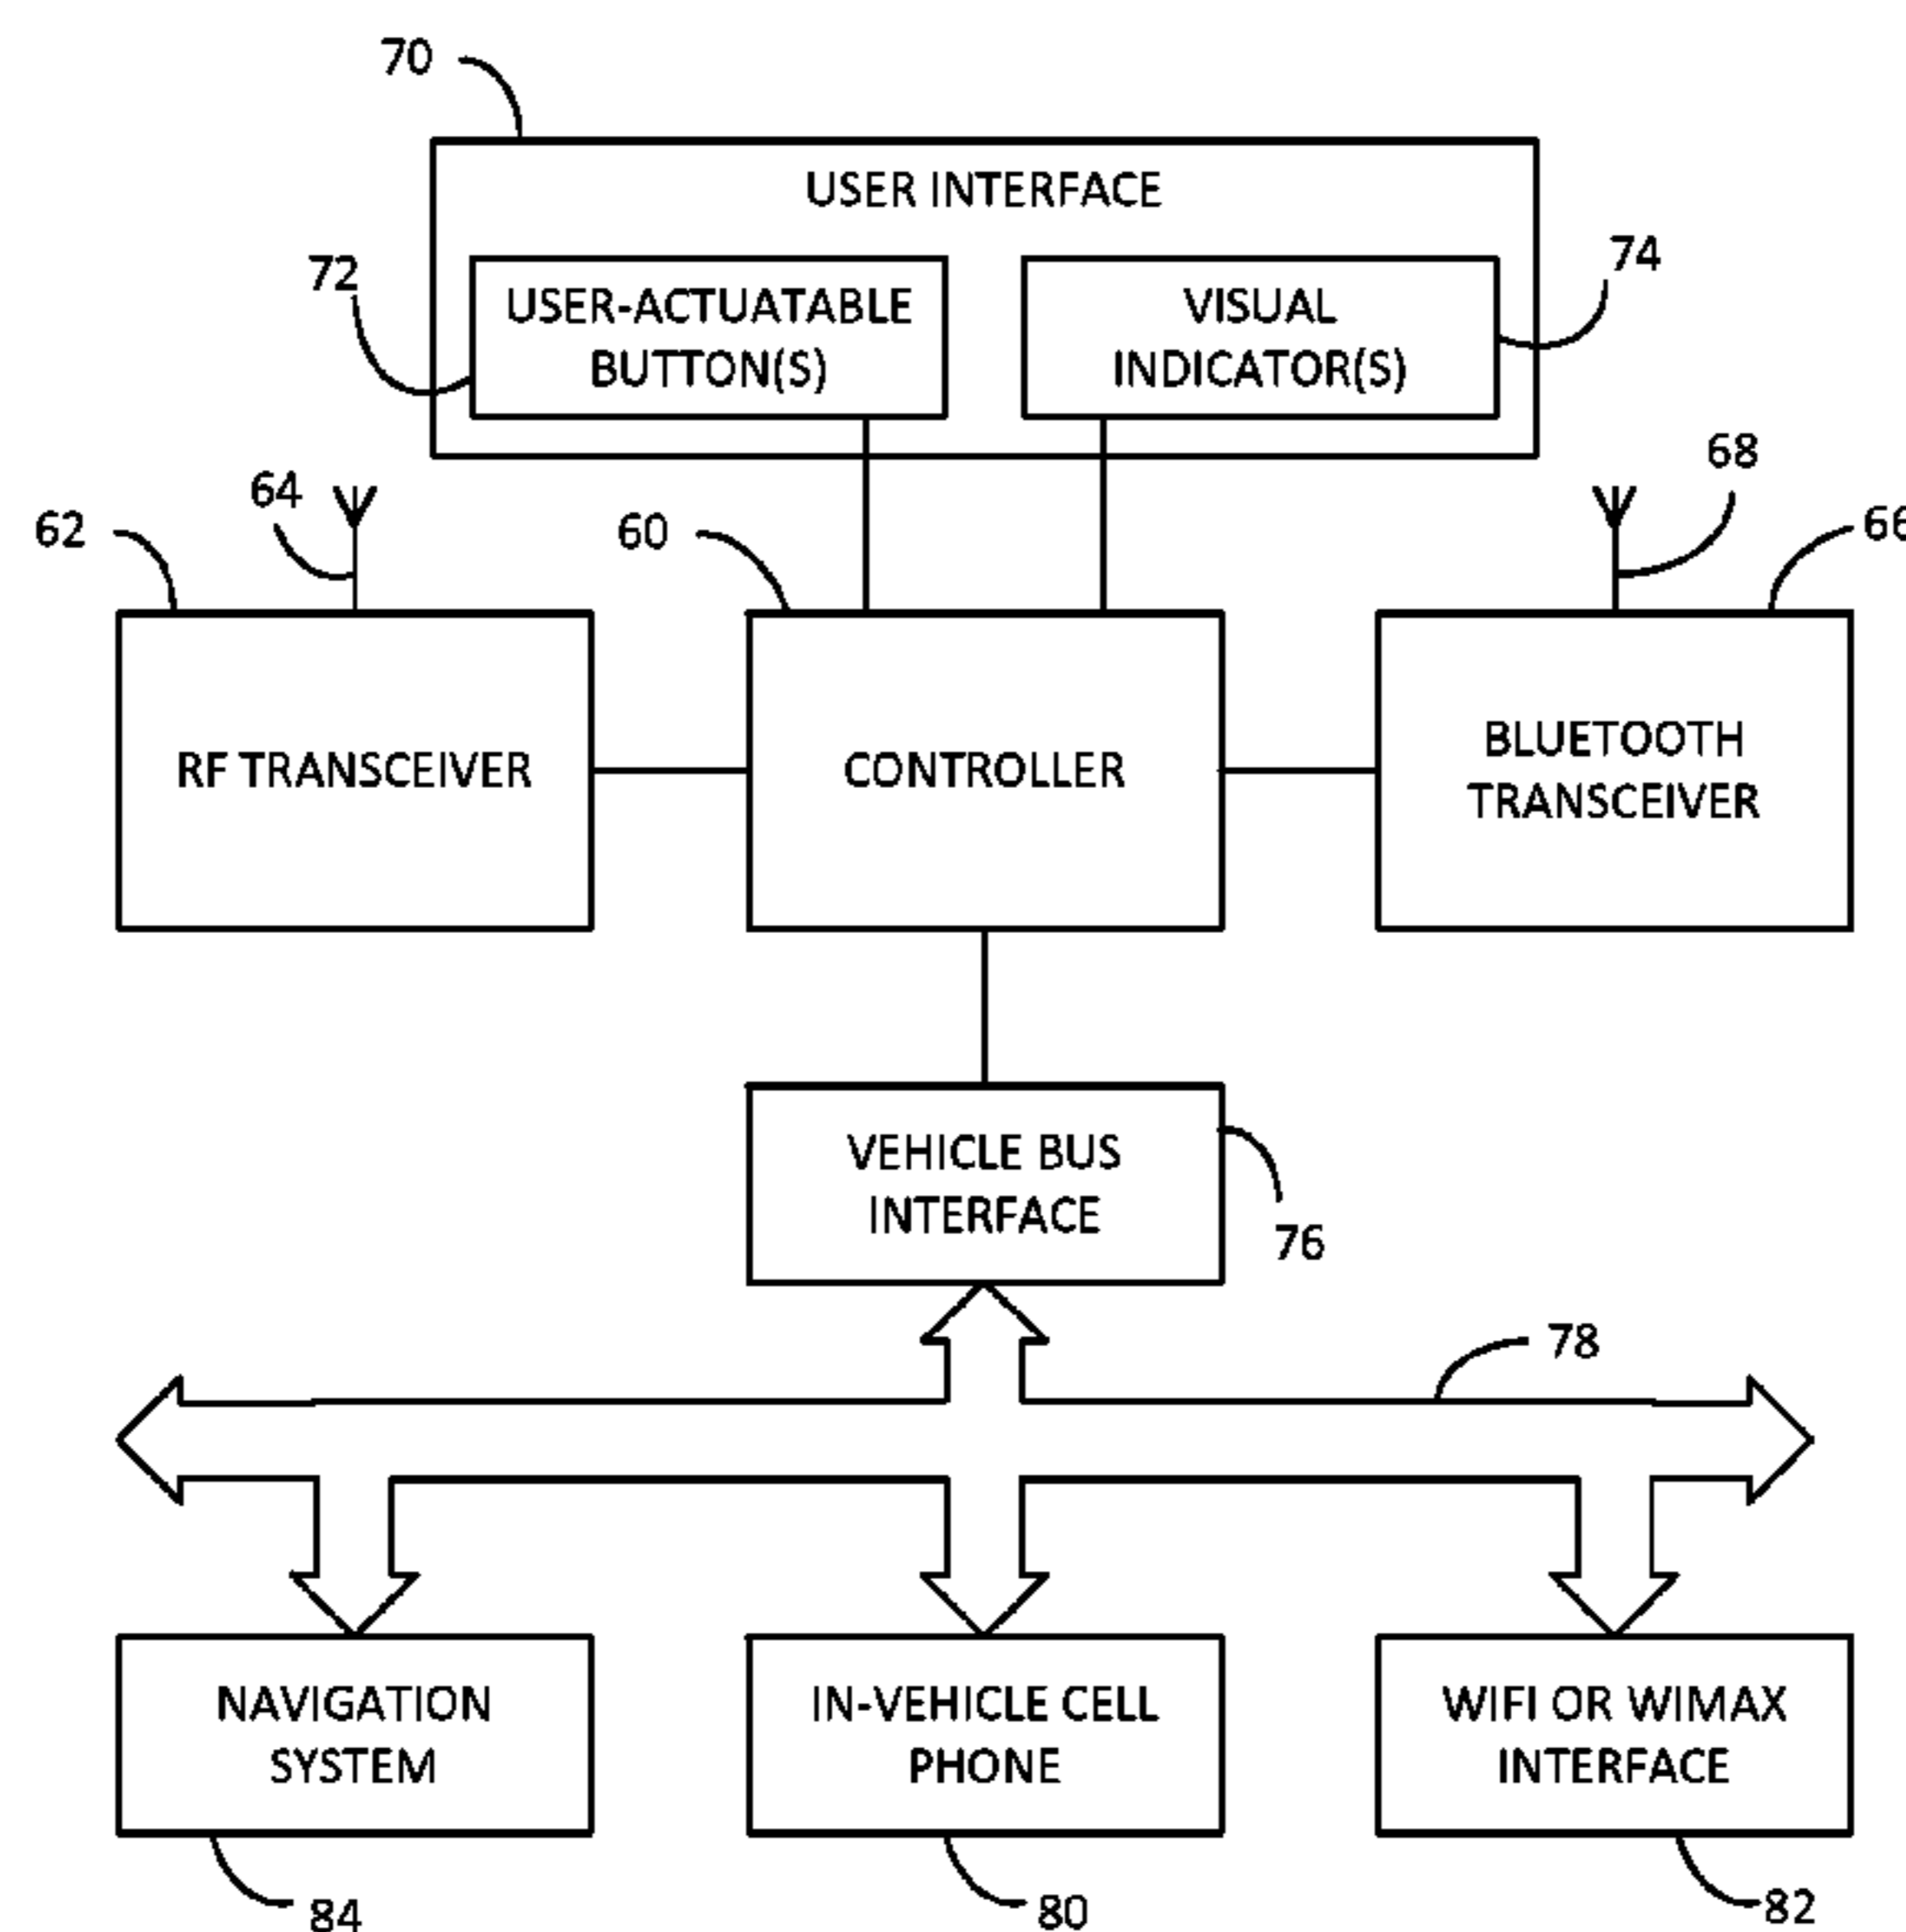 70
USER INTERFACE
72
USER-ACTUATABLE
BUTTON(S)
VISUAL
INDICATOR(S)
74
62
64
60
68
66
RF TRANSCEIVER
CONTROLLER
BLUETOOTH
TRANSCEIVER
VEHICLE BUS
INTERFACE
76
78
NAVIGATION
SYSTEM
IN-VEHICLE CELL
PHONE
WIFI OR WIMAX
INTERFACE
84
80
82